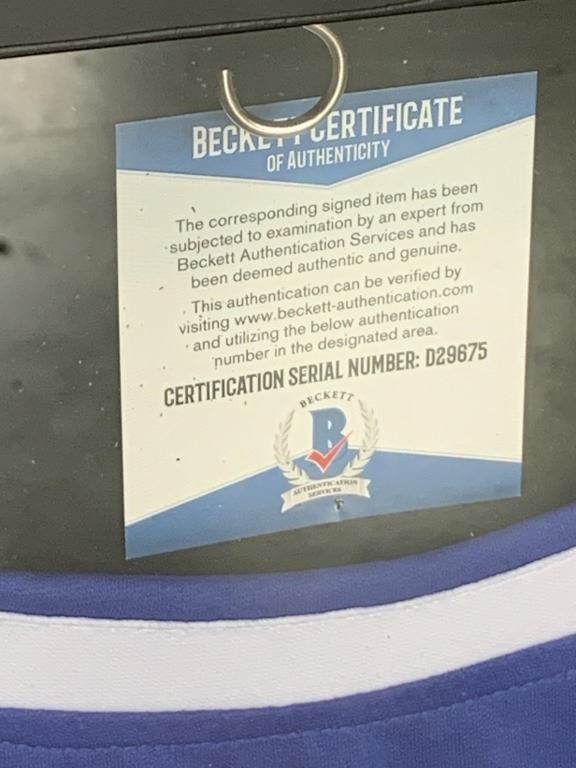 BECKETT CERTIFICATE
OF AUTHENTICITY
The corresponding signed item has been
subjected to examination by an expert from
Beckett Authentication Services and has
been deemed authentic and genuine.
This authentication can be verified by
visiting www.beckett-authentication.com
and utilizing the below authentication
number in the designated area.
CERTIFICATION SERIAL NUMBER: D29675
BECKETT
B
AUTHENTICATION
SERVICES